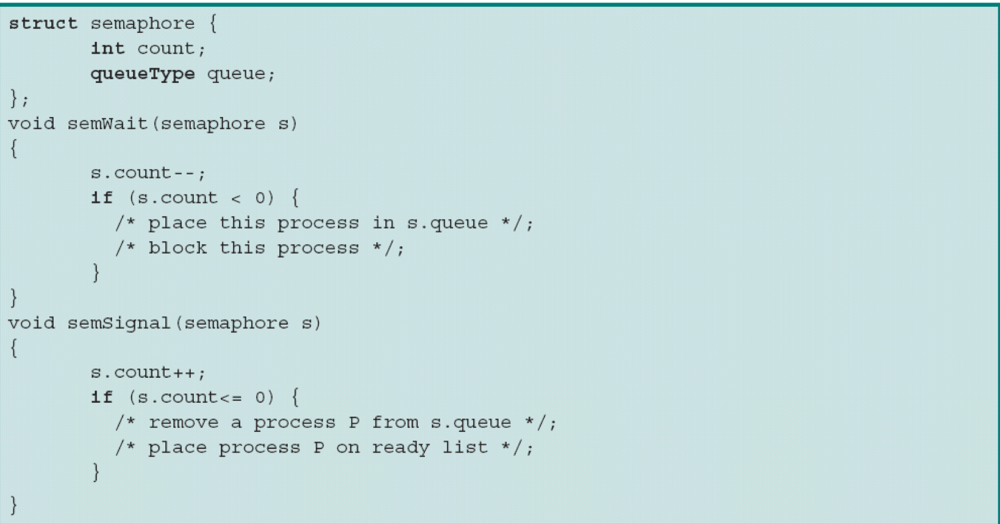 struct semaphore {
int count;
queueType queue;
};
void semWait(semaphore s)
{
s.count--;
if (s.count < 0) {
/* place this process in s.queue */;
/* block this process */;
}
}
void semSignal(semaphore s)
{
s.count++;
if (s.count<= 0) {
/* remove a process P from s.queue */;
/* place process P on ready list */;
}
}